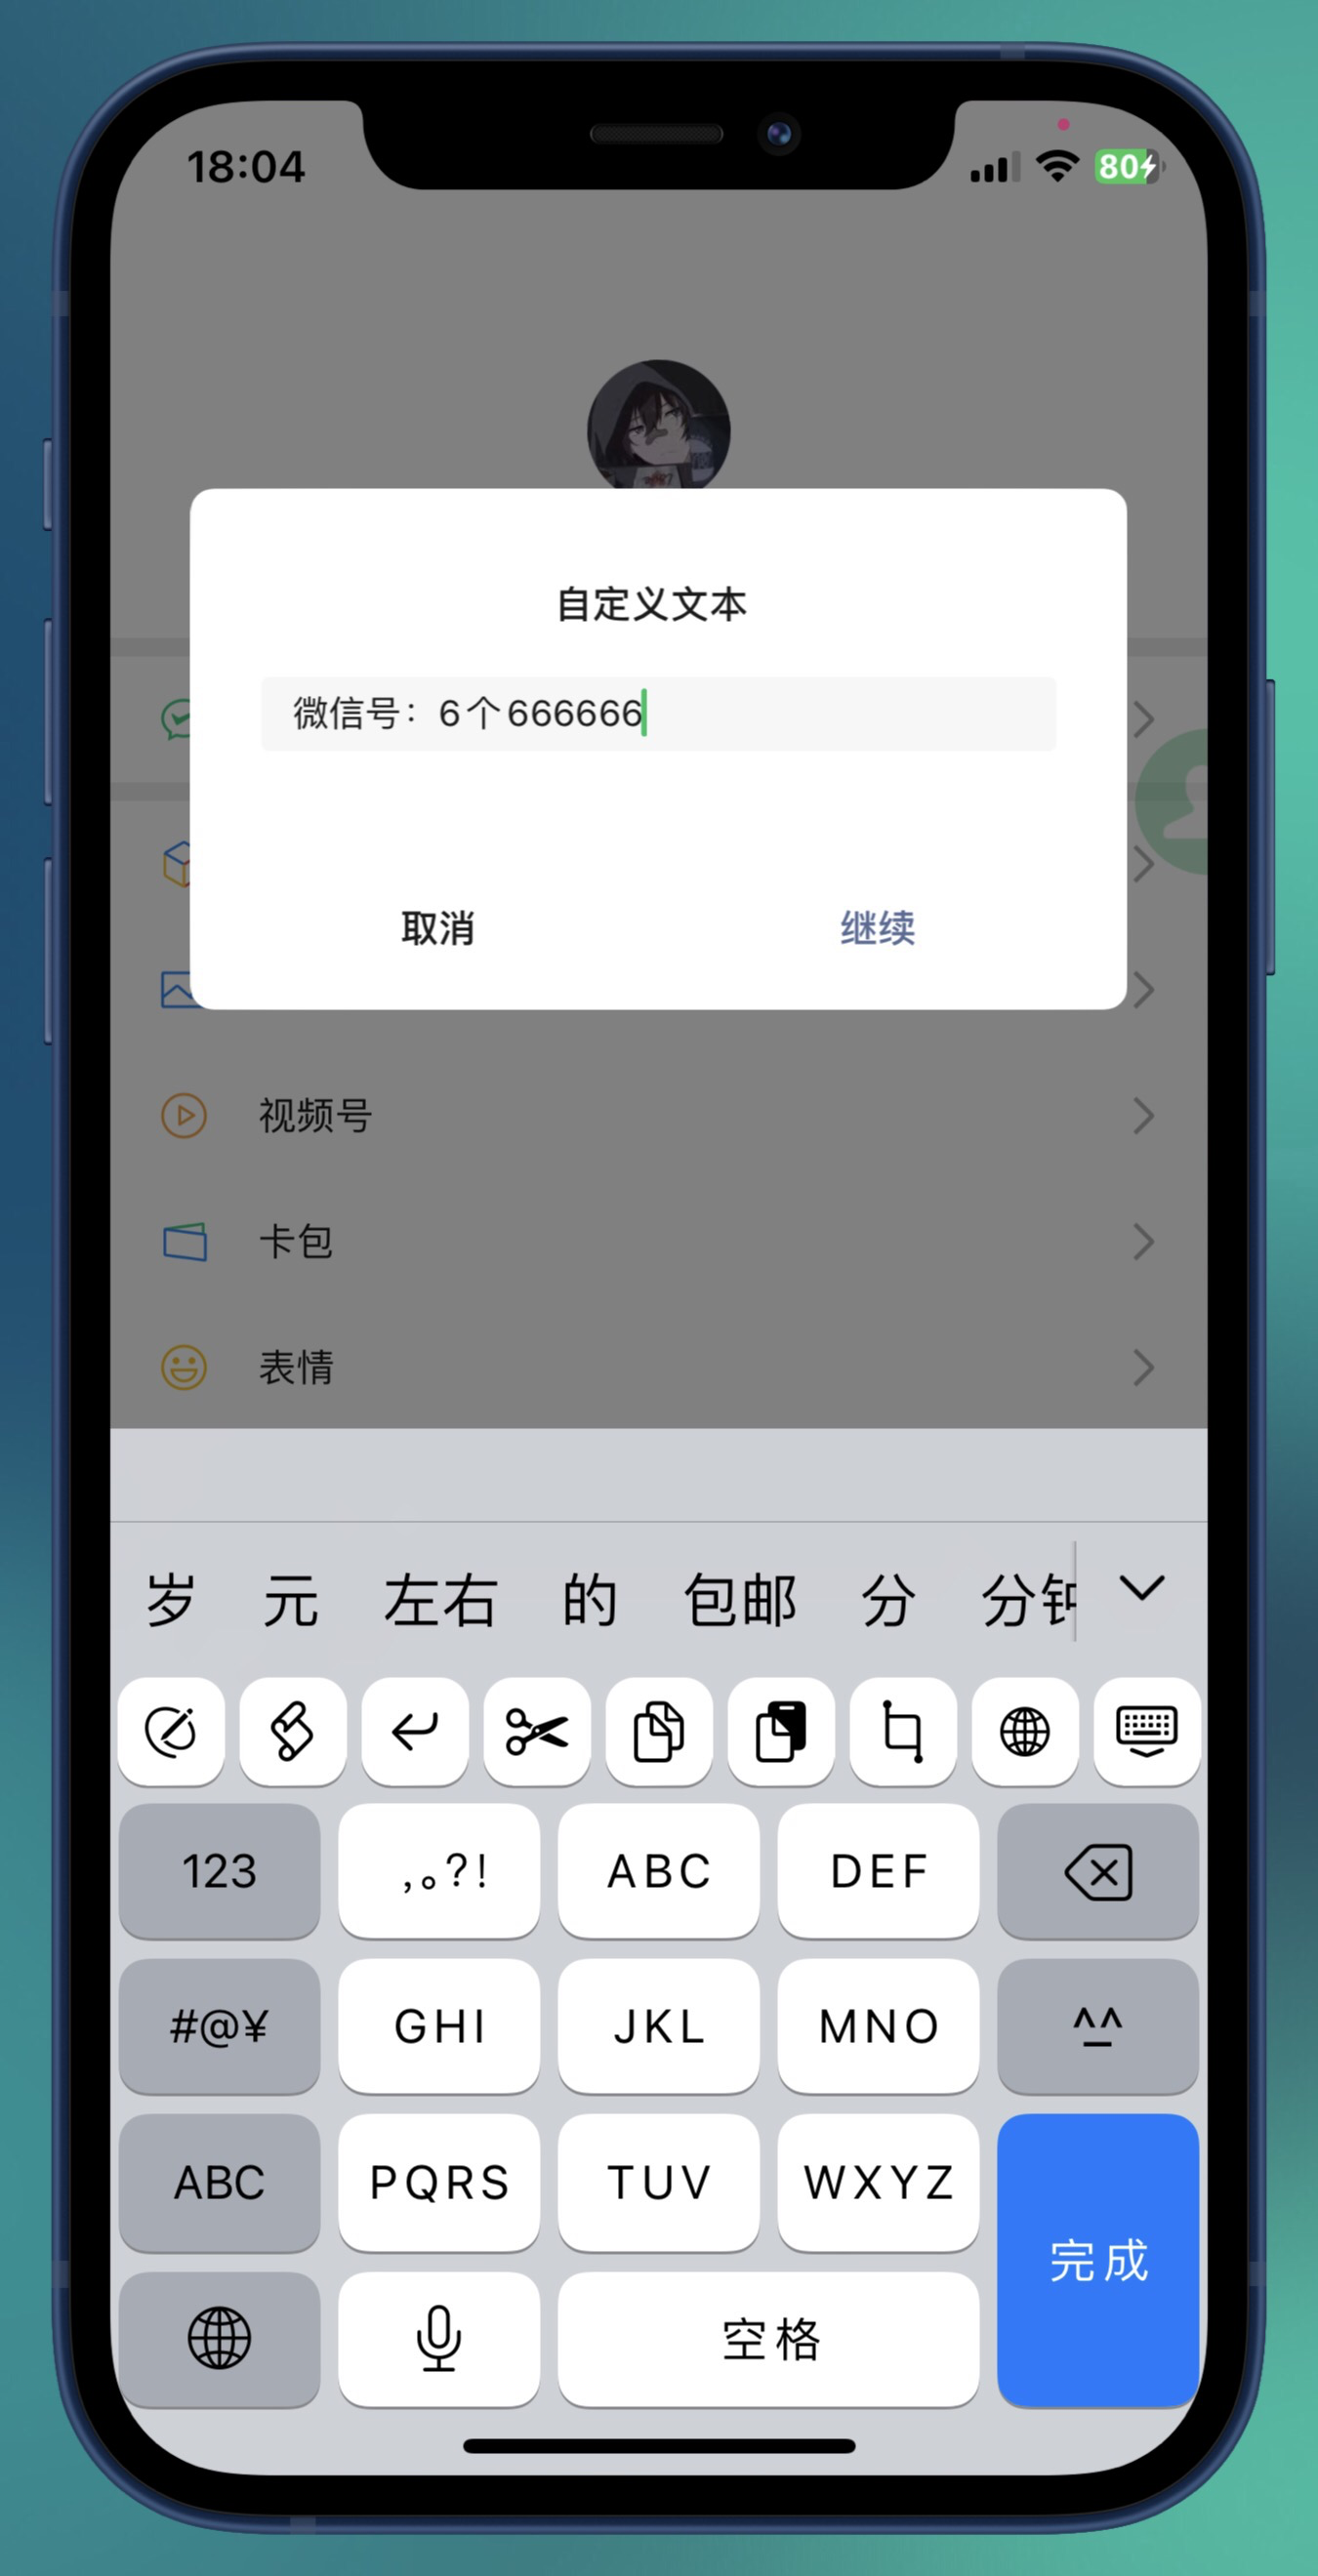 18:04
80
自定义文本
微信号：6个666666
取消 继续
视频号
卡包
表情
岁 元 左右 的 包邮 分 分钟
123 ,。?! ABC DEF
#@¥ GHI JKL MNO ^^
ABC PQRS TUV WXYZ
完成
空格